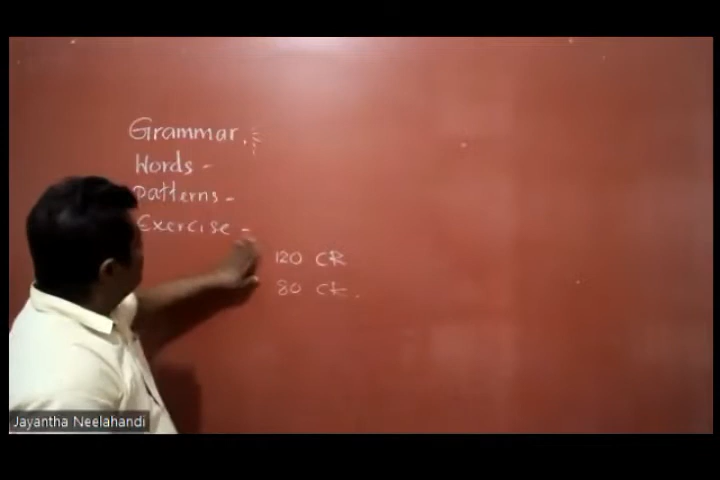 Grammar.
Words -
Patterns -
Exercise -
120 CR
80 CR.
Jayantha Neelahandi